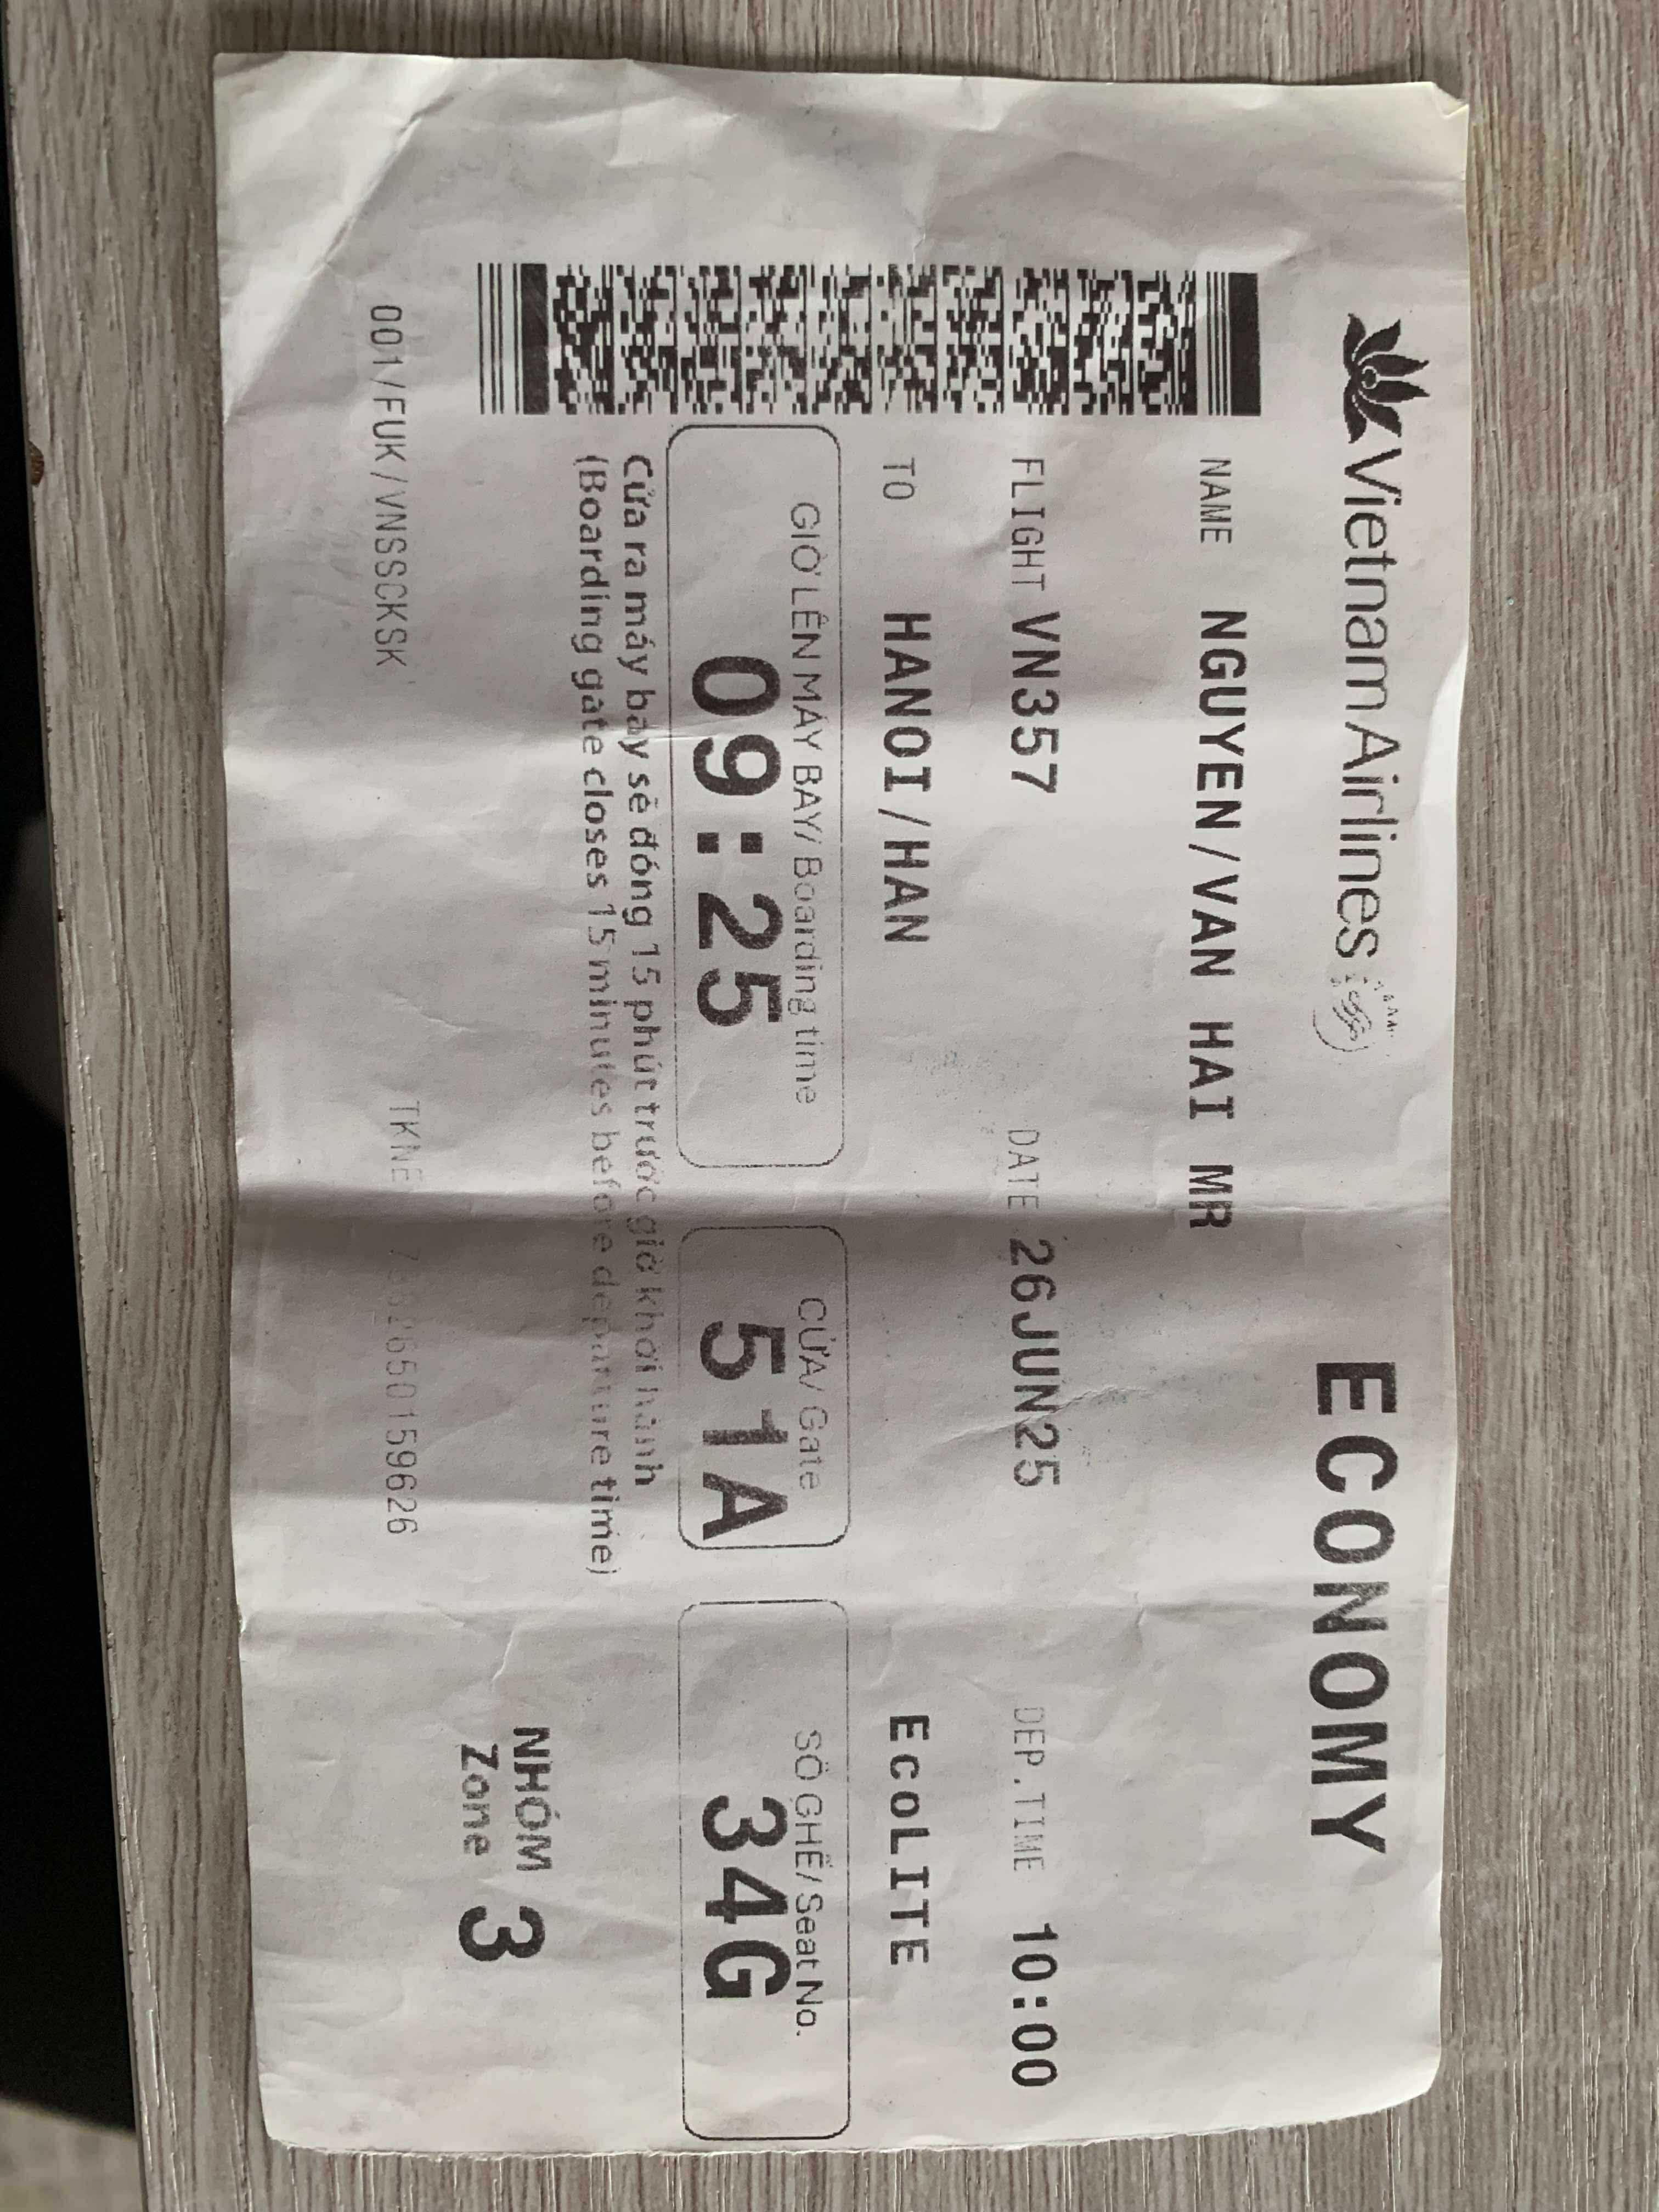 Vietnam Airlines ECONOMY
NAME NGUYEN/VAN HAI MR
FLIGHT VN357 DATE 26JUN25 DEP.TIME 10:00
TO HANOI/HAN EcoLITE
GIỜ LÊN MÁY BAY/ Boarding time CỬA/ Gate SỐ GHẾ/ Seat No.
09:25 51A 34G
Cửa ra máy bay sẽ đóng 15 phút trước giờ khởi hành
(Boarding gate closes 15 minutes before departure time)
NHÓM
Zone 3
001/FUK/VNSSCKSK TKNE